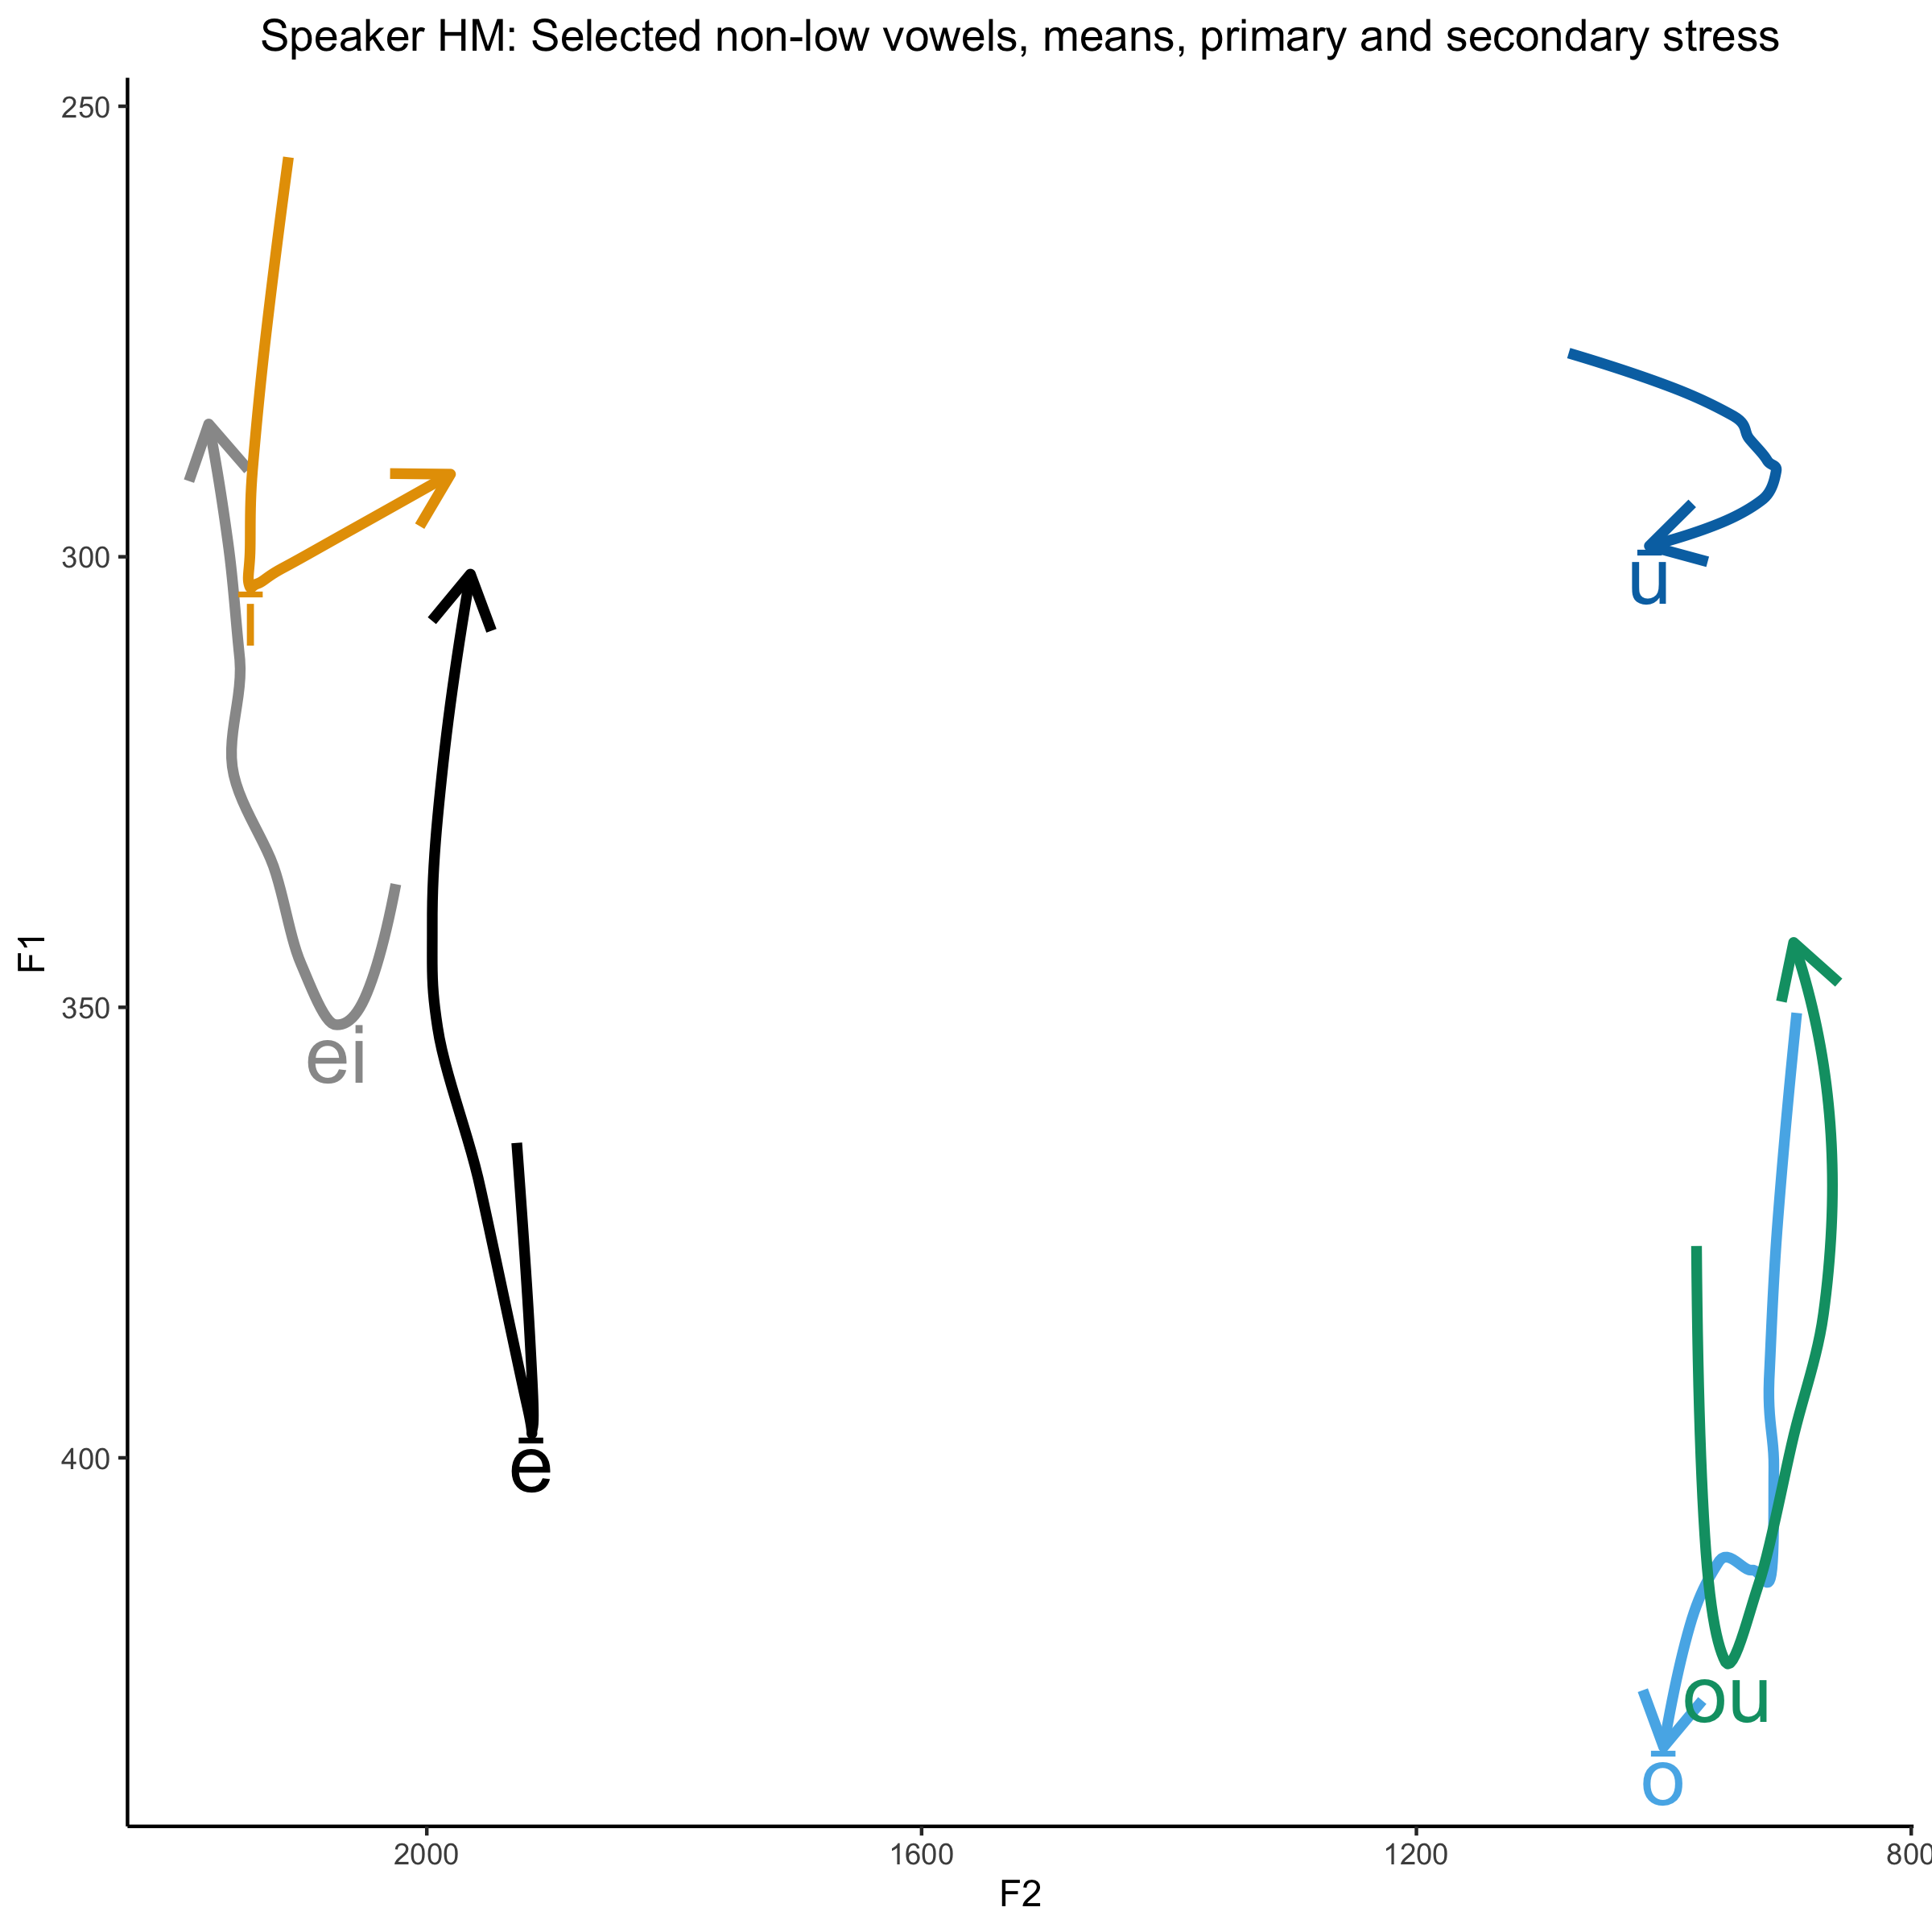 Speaker HM: Selected non-low vowels, means, primary and secondary stress
250
300
350
400
F1
ī
ū
ei
ē
ou
ō
2000
1600
1200
800
F2